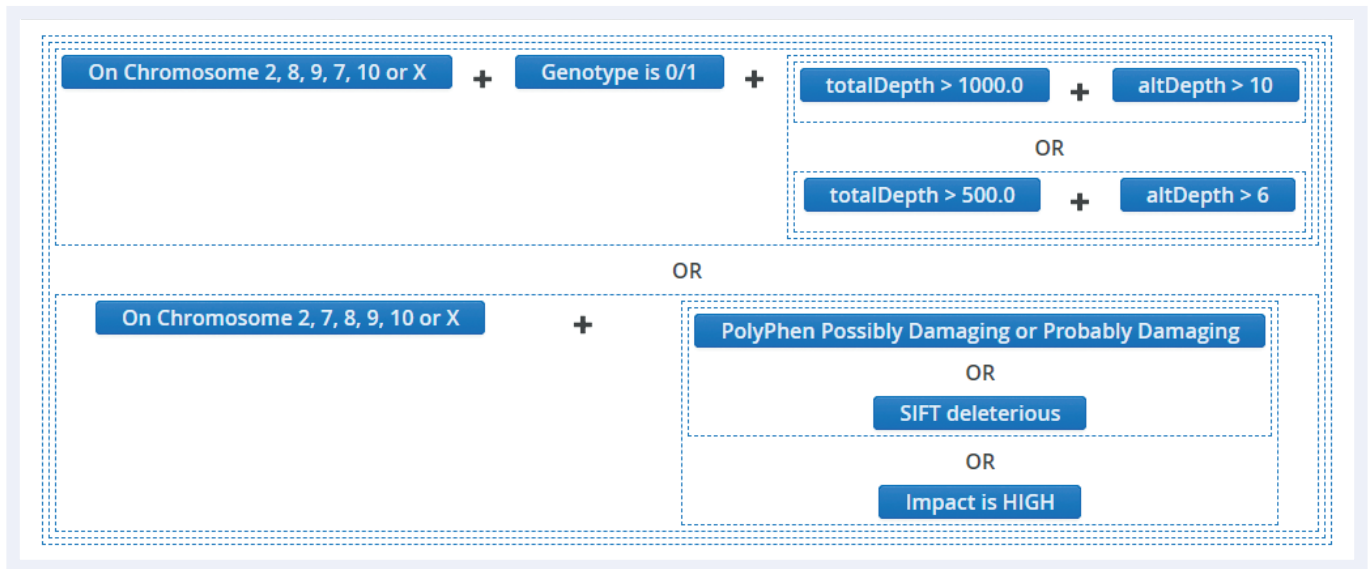 On Chromosome 2, 8, 9, 7, 10 or X + Genotype is 0/1 + totalDepth > 1000.0 + altDepth > 10
OR
totalDepth > 500.0 + altDepth > 6
OR
On Chromosome 2, 7, 8, 9, 10 or X + PolyPhen Possibly Damaging or Probably Damaging
OR
SIFT deleterious
OR
Impact is HIGH